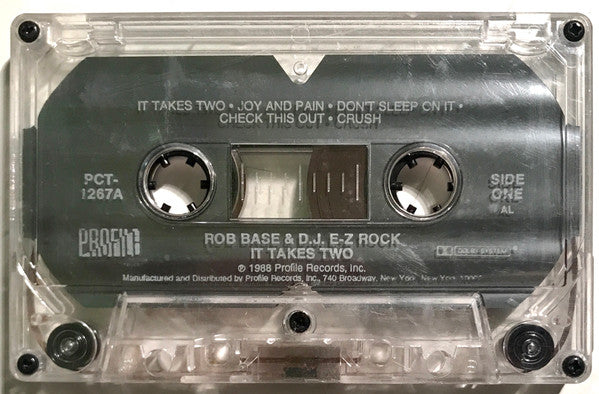 IT TAKES TWO • JOY AND PAIN • DON'T SLEEP ON IT •
CHECK THIS OUT • CRUSH
PCT-
1267A
SIDE
ONE
AL
PROFILE
DOLBY SYSTEM
ROB BASE & D.J. E-Z ROCK
IT TAKES TWO
℗ 1988 Profile Records, Inc.
Manufactured and Distributed by Profile Records, Inc., 740 Broadway, New York, New York